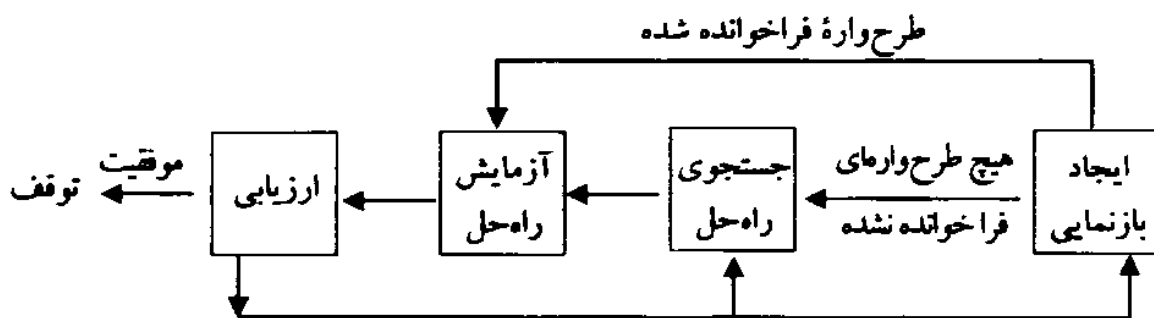 طرح‌وارهٔ فراخوانده شده
ایجاد
بازنمایی
هیچ طرح‌واره‌ای
فراخوانده نشده
جستجوی
راه‌حل
آزمایش
راه‌حل
ارزیابی
موفقیت
توقف